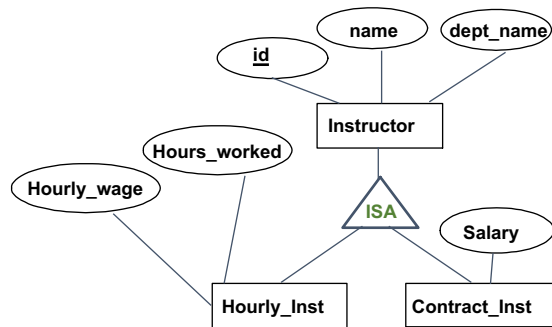 name
dept_name
id
Instructor
Hours_worked
Hourly_wage
ISA
Salary
Hourly_Inst
Contract_Inst